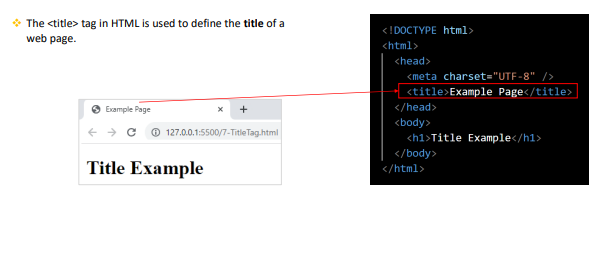 The <title> tag in HTML is used to define the title of a
web page.
<!DOCTYPE html>
<html>
<head>
<meta charset="UTF-8" />
<title>Example Page</title>
</head>
<body>
<h1>Title Example</h1>
</body>
</html>
Example Page
127.0.0.1:5500/7-TitleTag.html
Title Example